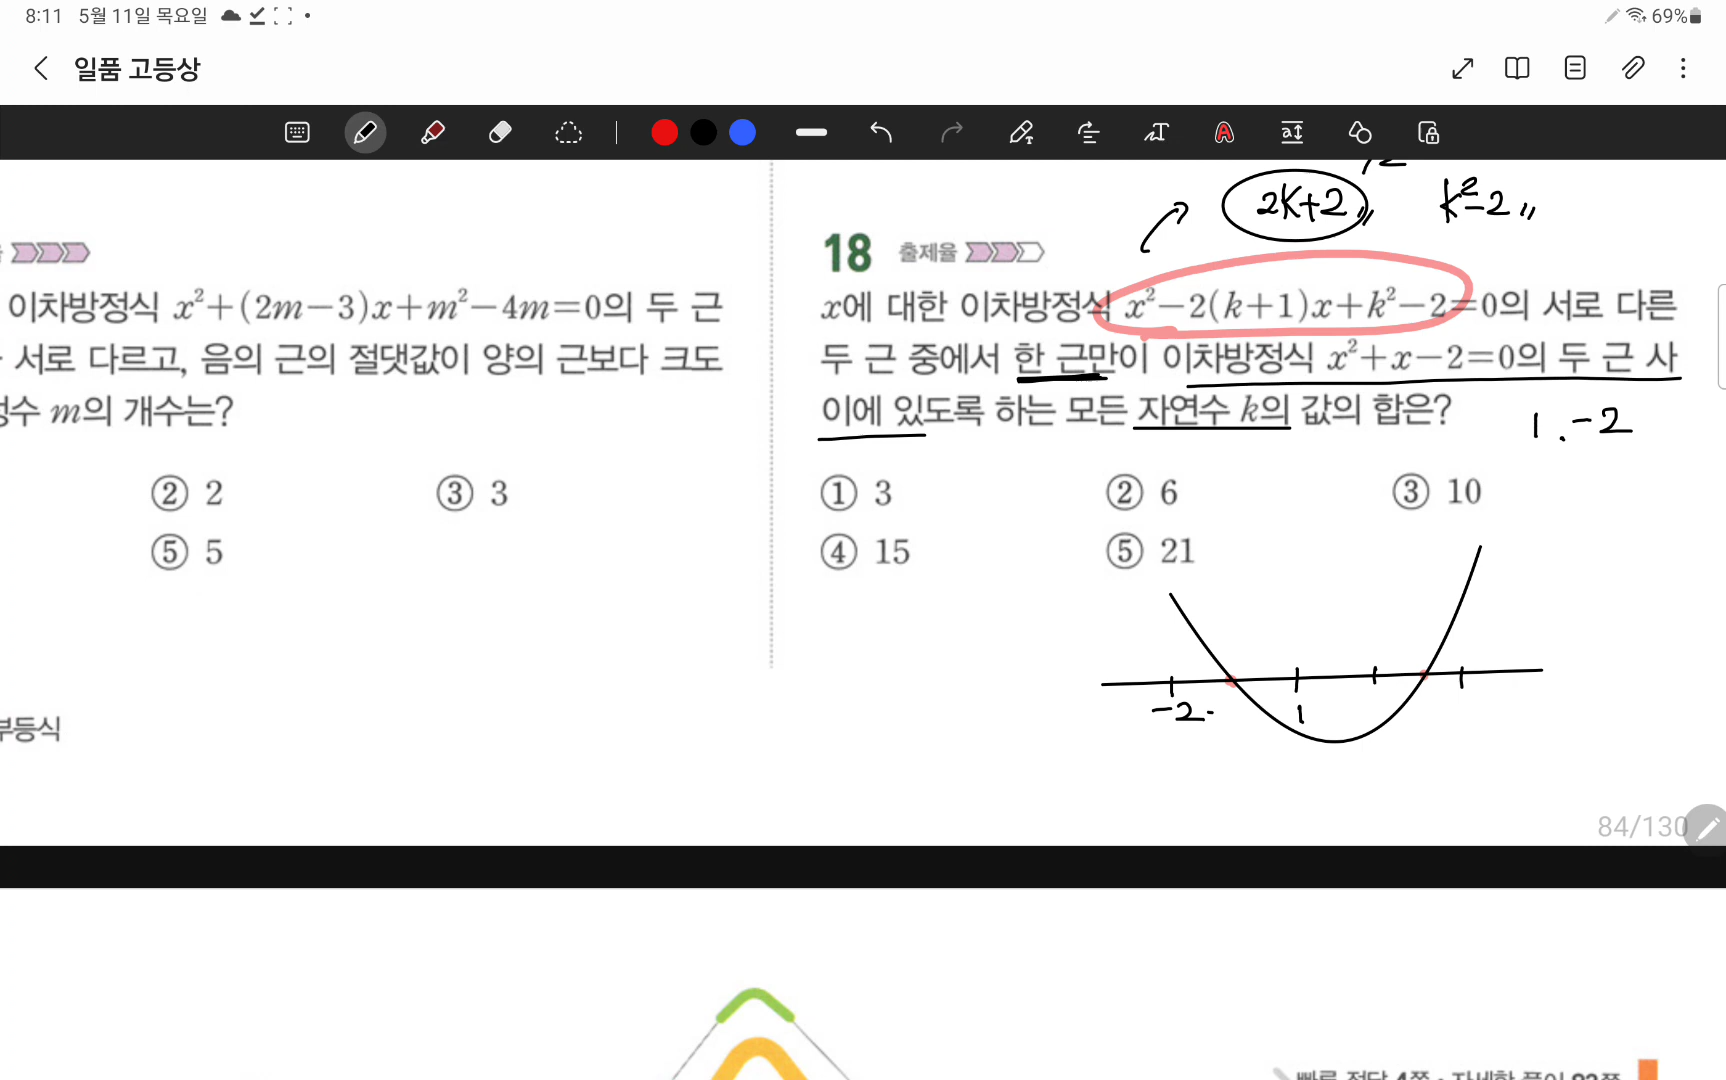 8:11 5월 11일 목요일
69%
일품 고등상
2k+2,, k²-2,,
이차방정식 x²+(2m-3)x+m²-4m=0의 두 근
서로 다르고, 음의 근의 절댓값이 양의 근보다 크도
정수 m의 개수는?
② 2 ③ 3
⑤ 5
부등식
18 출제율
x에 대한 이차방정식 x²-2(k+1)x+k²-2=0의 서로 다른
두 근 중에서 한 근만이 이차방정식 x²+x-2=0의 두 근 사
이에 있도록 하는 모든 자연수 k의 값의 합은?
1, -2
① 3 ② 6 ③ 10
④ 15 ⑤ 21
-2 1
84/130